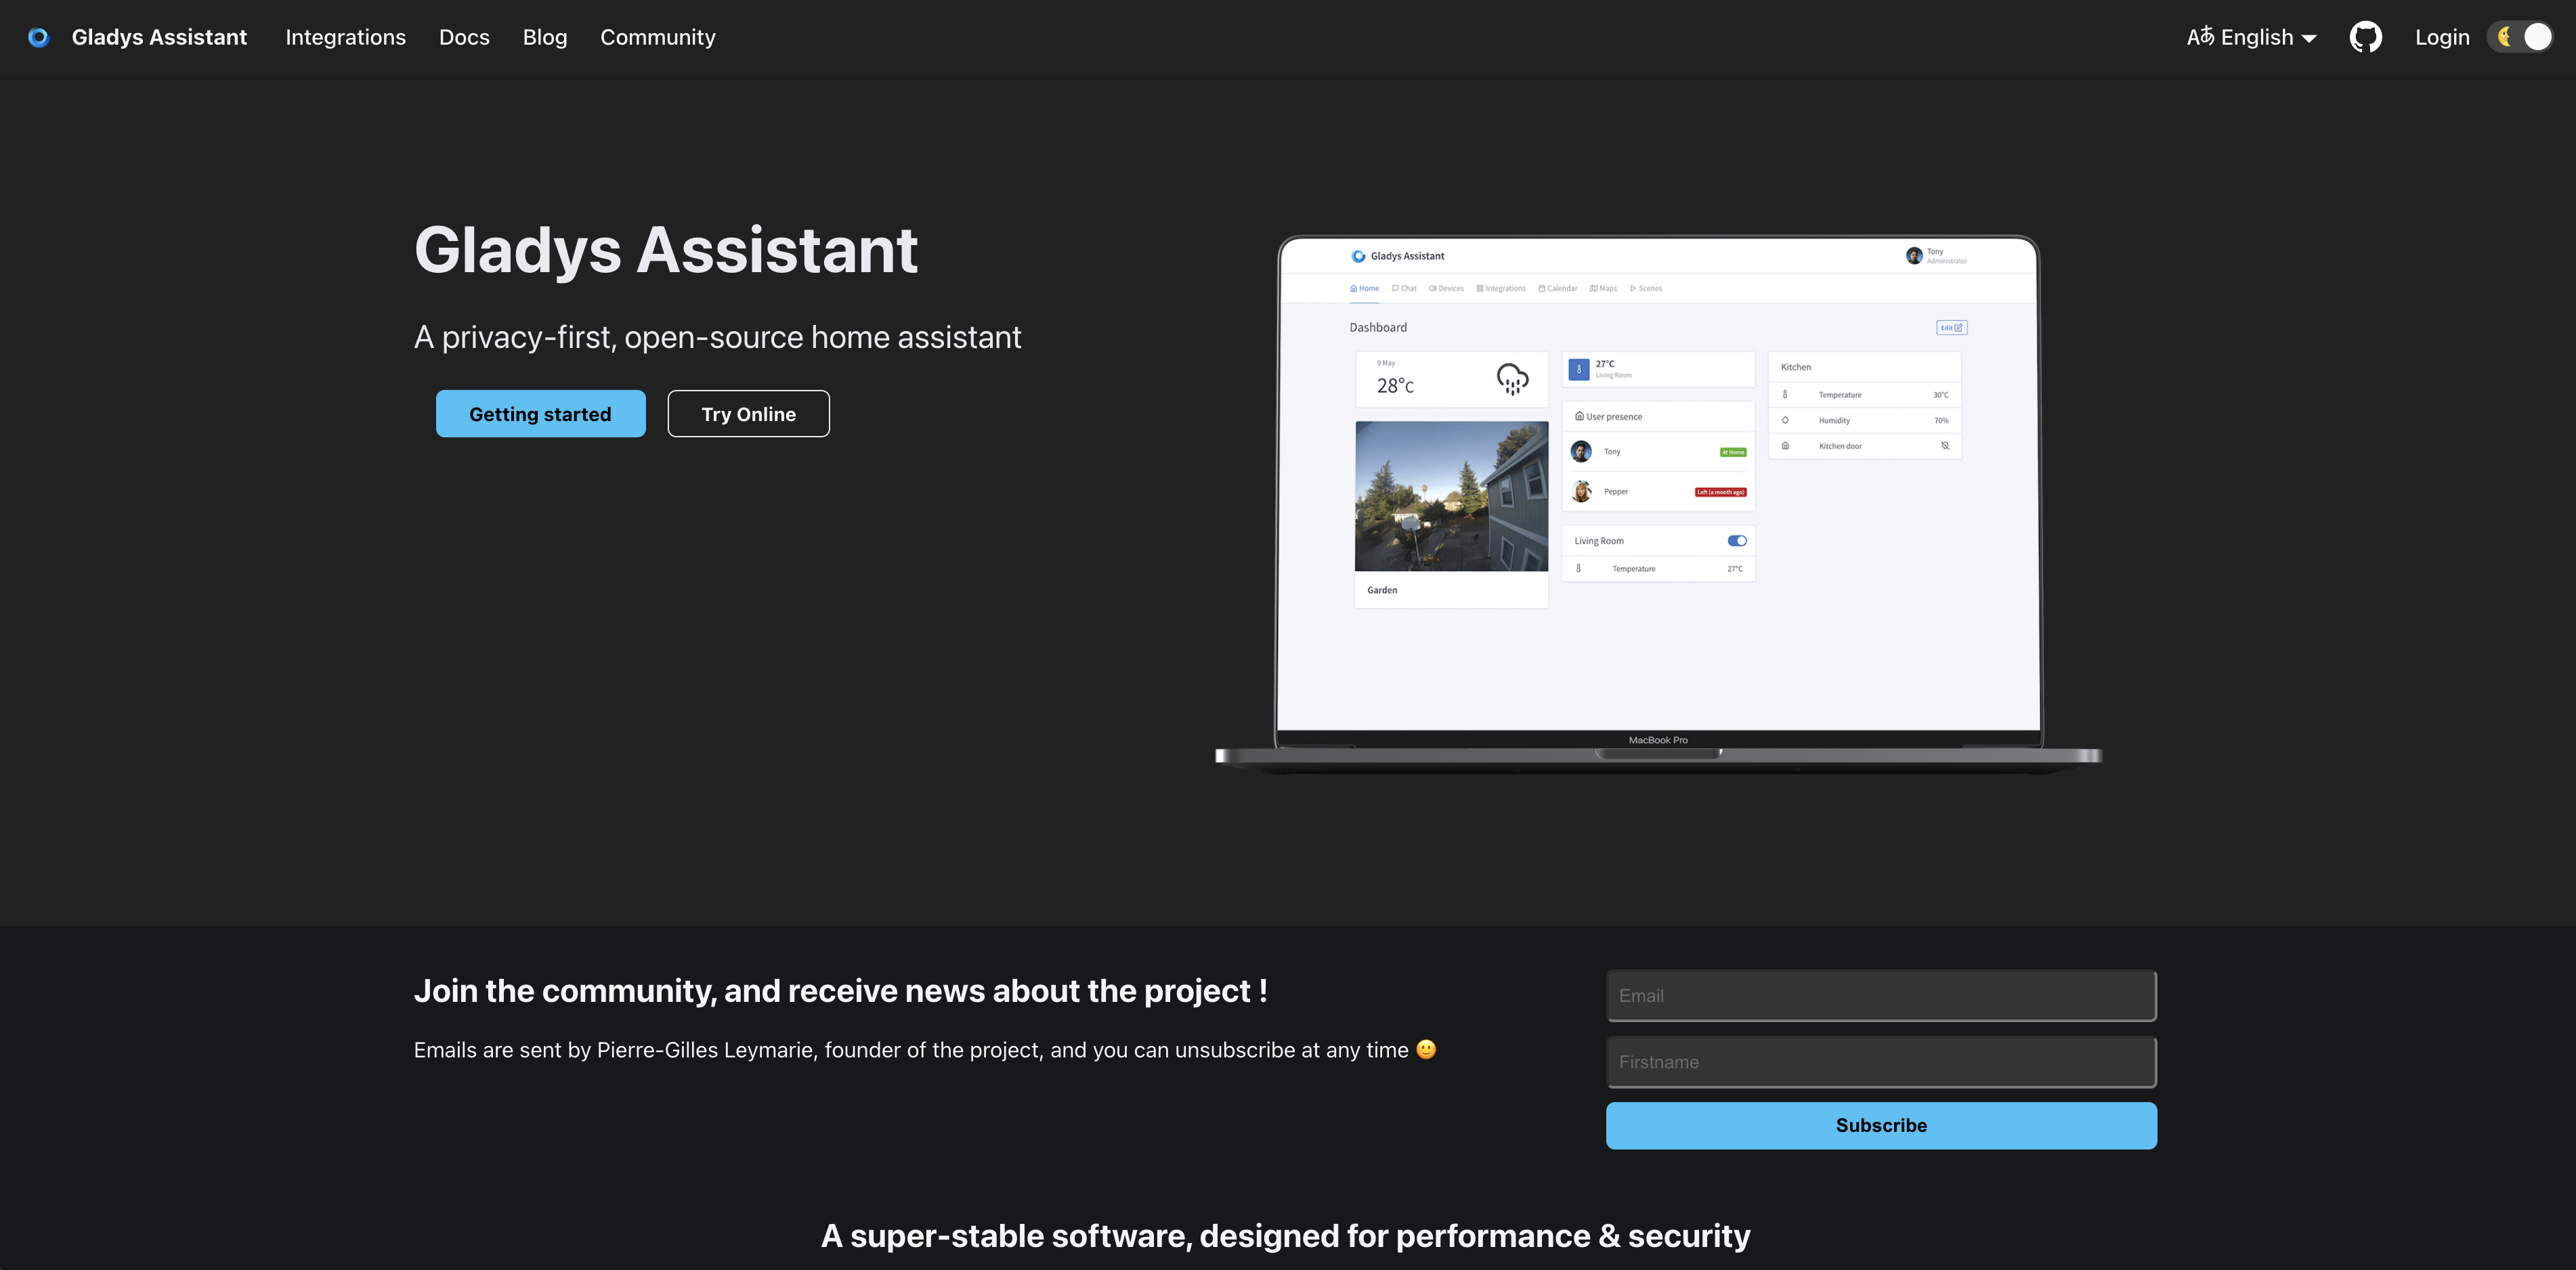 Gladys Assistant
Integrations
Docs
Blog
Community
Aあ English
Login
Gladys Assistant
A privacy-first, open-source home assistant
Getting started
Try Online
Gladys Assistant
Tony
Administrator
Home
Chat
Devices
Integrations
Calendar
Maps
Scenes
Dashboard
Edit
9 May
28°C
Garden
27°C
Living Room
User presence
Tony
At Home
Pepper
Left (a month ago)
Living Room
Temperature 27°C
Kitchen
Temperature 30°C
Humidity 70%
Kitchen door
MacBook Pro
Join the community, and receive news about the project !
Emails are sent by Pierre-Gilles Leymarie, founder of the project, and you can unsubscribe at any time 🙂
Email
Firstname
Subscribe
A super-stable software, designed for performance & security